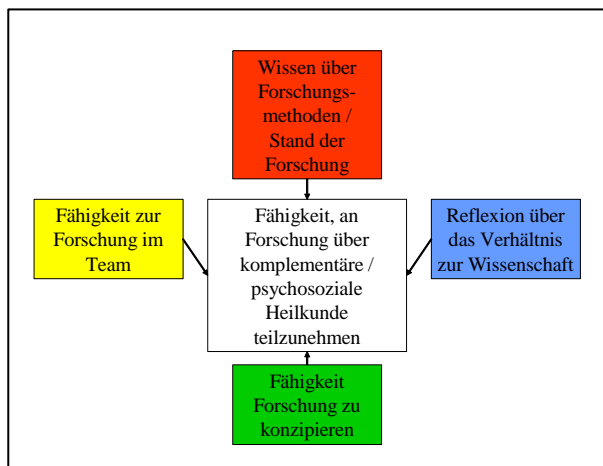 Wissen über
Forschungs-
methoden /
Stand der
Forschung
Fähigkeit zur
Forschung im
Team
Fähigkeit, an
Forschung über
komplementäre /
psychosoziale
Heilkunde
teilzunehmen
Reflexion über
das Verhältnis
zur Wissenschaft
Fähigkeit
Forschung zu
konzipieren